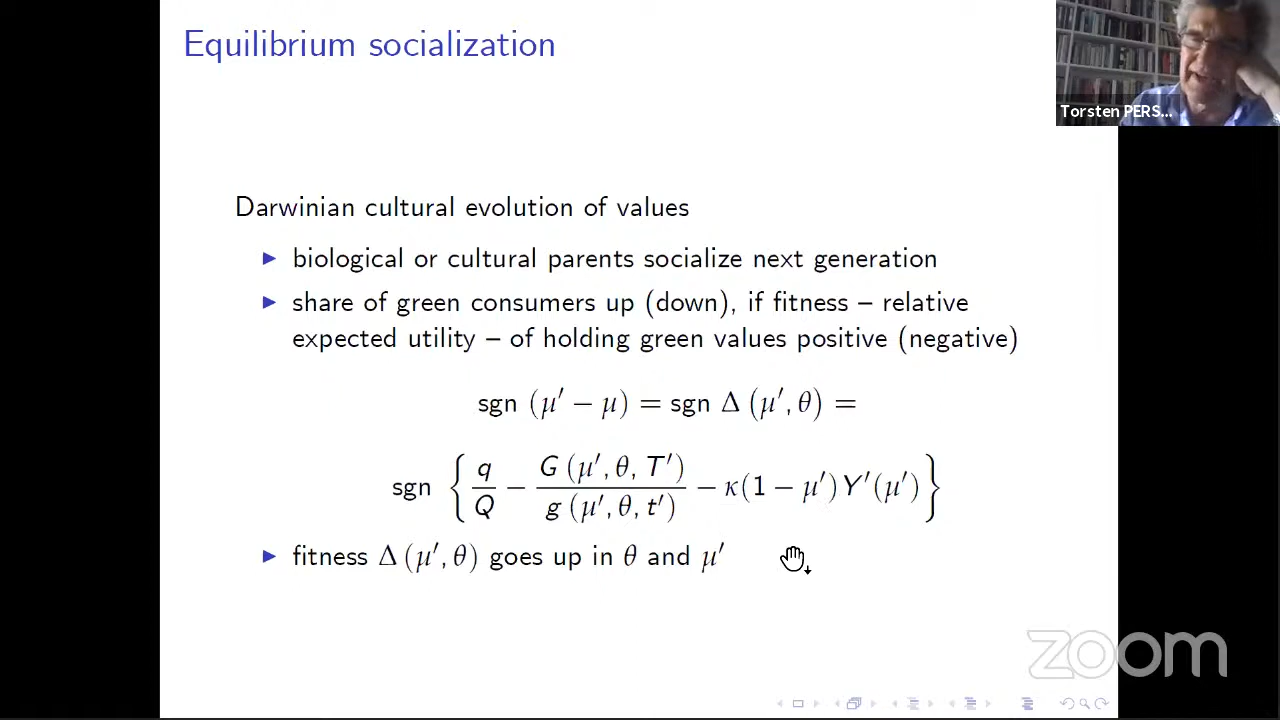 Equilibrium socialization
Torsten PERS...
Darwinian cultural evolution of values
▶ biological or cultural parents socialize next generation
▶ share of green consumers up (down), if fitness – relative
expected utility – of holding green values positive (negative)
sgn (μ′ − μ) = sgn Δ (μ′, θ) =
sgn { q/Q − G (μ′, θ, T′)/g (μ′, θ, t′) − κ(1 − μ′)Y′(μ′) }
▶ fitness Δ (μ′, θ) goes up in θ and μ′
zoom